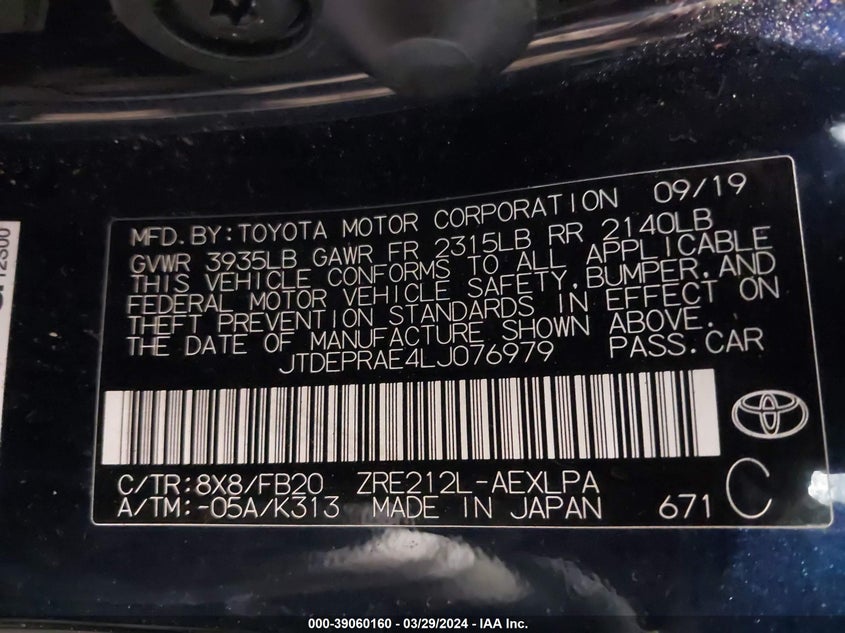 MFD.BY:TOYOTA MOTOR CORPORATION 09/19
GVWR 3935LB GAWR FR 2315LB RR 2140LB
THIS VEHICLE CONFORMS TO ALL APPLICABLE
FEDERAL MOTOR VEHICLE SAFETY,BUMPER,AND
THEFT PREVENTION STANDARDS IN EFFECT ON
THE DATE OF MANUFACTURE SHOWN ABOVE.
JTDEPRAE4LJ076979 PASS.CAR
C/TR:8X8/FB20 ZRE212L-AEXLPA
A/TM:-05A/K313 MADE IN JAPAN 671 C
000-39060160 - 03/29/2024 - IAA Inc.